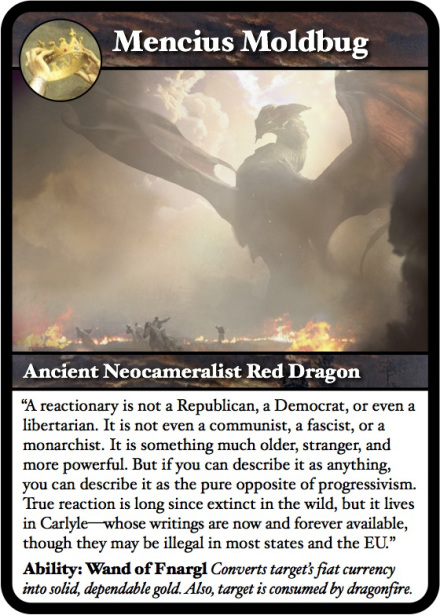 Mencius Moldbug
Ancient Neocameralist Red Dragon
“A reactionary is not a Republican, a Democrat, or even a
libertarian. It is not even a communist, a fascist, or a
monarchist. It is something much older, stranger, and
more powerful. But if you can describe it as anything,
you can describe it as the pure opposite of progressivism.
True reaction is long since extinct in the wild, but it lives
in Carlyle—whose writings are now and forever available,
though they may be illegal in most states and the EU.”
Ability: Wand of Fnargl Converts target’s fiat currency
into solid, dependable gold. Also, target is consumed by dragonfire.